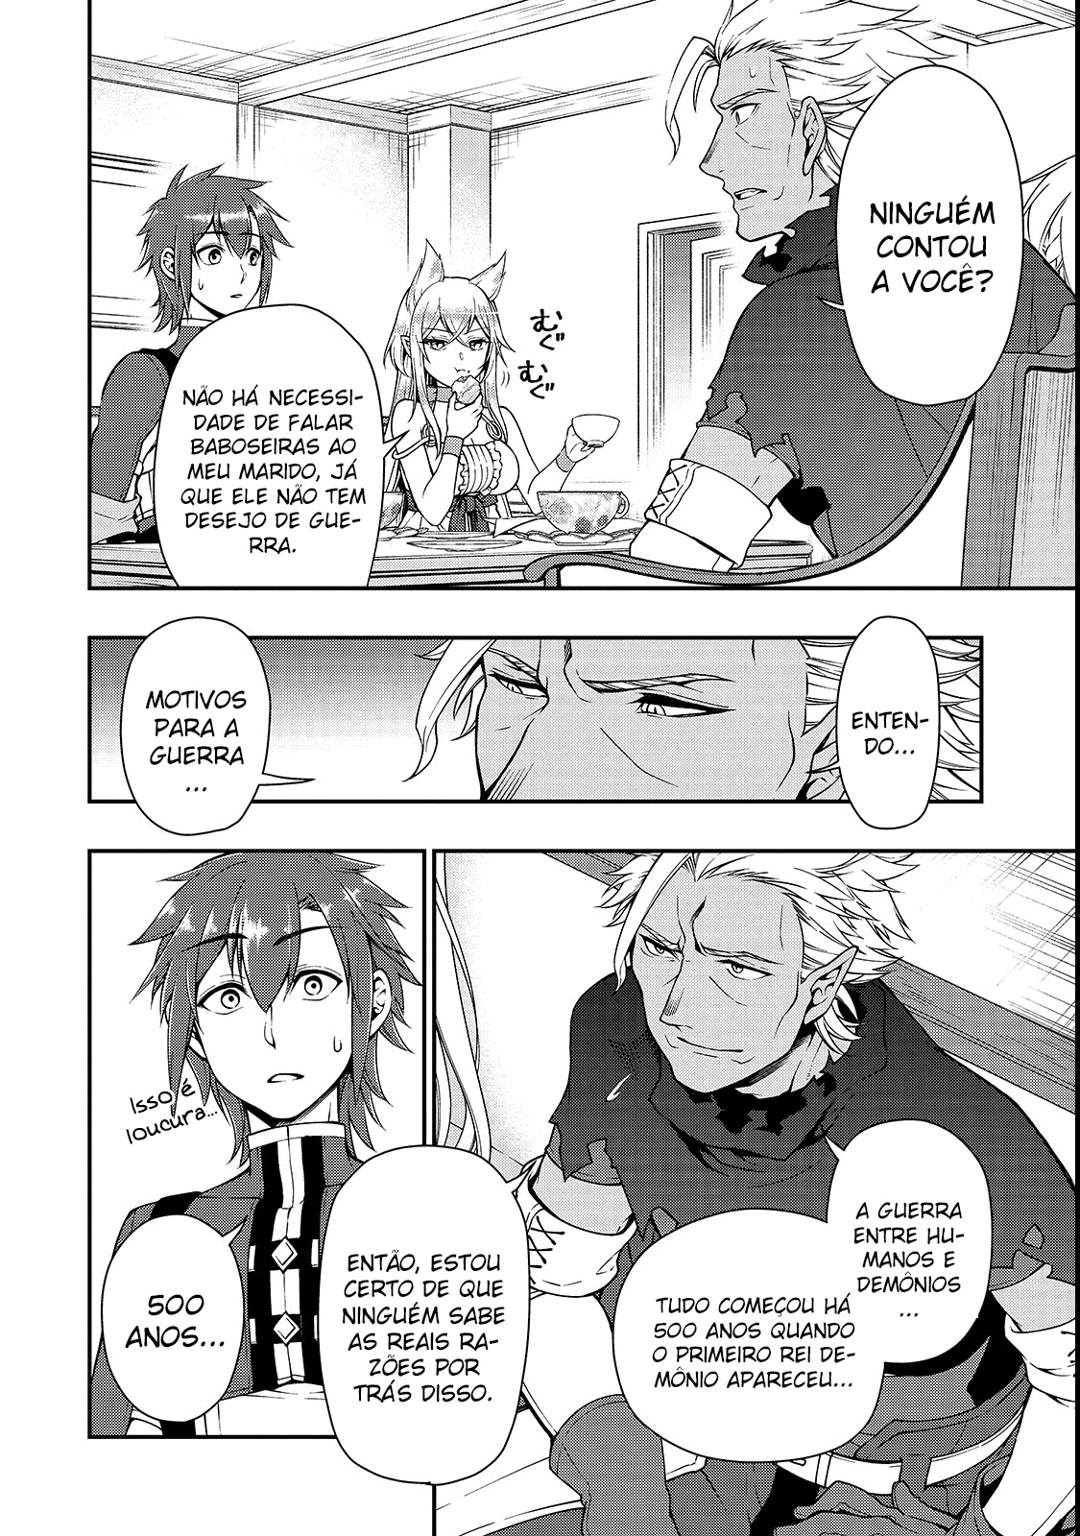 NINGUÉM
CONTOU
A VOCÊ?
むぐ゛
むぐ゛
NÃO HÁ NECESSI-
DADE DE FALAR
BABOSEIRAS AO
MEU MARIDO, JÁ
QUE ELE NÃO TEM
DESEJO DE GUE-
RRA.
ENTEN-
DO...
MOTIVOS
PARA A
GUERRA
...
A GUERRA
ENTRE HU-
MANOS E
DEMÔNIOS
...
TUDO COMEÇOU HÁ
500 ANOS QUANDO
O PRIMEIRO REI DE-
MÔNIO APARECEU...
ENTÃO, ESTOU
CERTO DE QUE
NINGUÉM SABE
AS REAIS RA-
ZÕES POR
TRÁS DISSO.
Isso é
loucura...
500
ANOS...